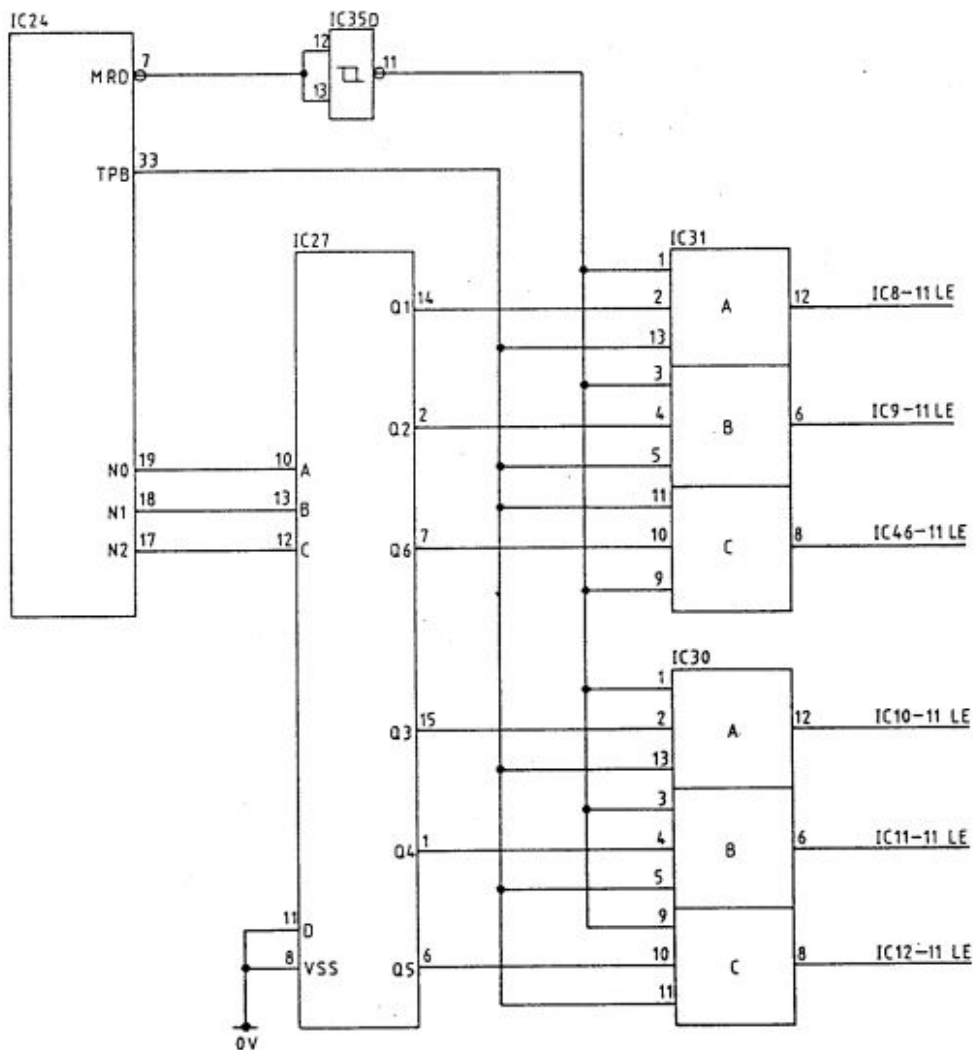 IC24
IC35D
MRD
7
12
13
11
TPB
33
IC27
IC31
Q1
14
1
2
13
A
12
IC8-11 LE
Q2
2
3
4
5
B
6
IC9-11 LE
N0
19
10
A
N1
18
13
B
N2
17
12
C
Q6
7
11
10
9
C
8
IC46-11 LE
IC30
Q3
15
1
2
13
A
12
IC10-11 LE
Q4
1
3
4
5
B
6
IC11-11 LE
11
D
8
VSS
Q5
6
9
10
11
C
8
IC12-11 LE
0V